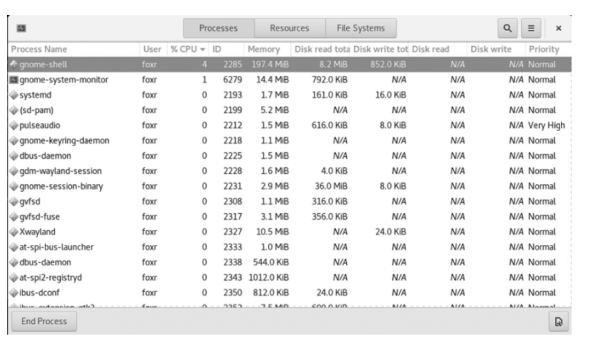 Processes Resources File Systems
Process Name User % CPU ID Memory Disk read tota Disk write tot Disk read Disk write Priority
gnome-shell foxr 4 2285 197.4 MiB 8.2 MiB 852.0 KiB N/A N/A Normal
gnome-system-monitor foxr 1 6279 14.4 MiB 792.0 KiB N/A N/A N/A Normal
systemd foxr 0 2193 1.7 MiB 161.0 KiB 16.0 KiB N/A N/A Normal
(sd-pam) foxr 0 2199 5.2 MiB N/A N/A N/A N/A Normal
pulseaudio foxr 0 2212 1.5 MiB 616.0 KiB 8.0 KiB N/A N/A Very High
gnome-keyring-daemon foxr 0 2218 1.1 MiB N/A N/A N/A N/A Normal
dbus-daemon foxr 0 2225 1.5 MiB N/A N/A N/A N/A Normal
gdm-wayland-session foxr 0 2228 1.6 MiB 4.0 KiB N/A N/A N/A Normal
gnome-session-binary foxr 0 2231 2.9 MiB 36.0 MiB 8.0 KiB N/A N/A Normal
gvfsd foxr 0 2308 1.1 MiB 316.0 KiB N/A N/A N/A Normal
gvfsd-fuse foxr 0 2317 3.1 MiB 356.0 KiB N/A N/A N/A Normal
Xwayland foxr 0 2327 10.5 MiB N/A 24.0 KiB N/A N/A Normal
at-spi-bus-launcher foxr 0 2333 1.0 MiB N/A N/A N/A N/A Normal
dbus-daemon foxr 0 2338 544.0 KiB N/A N/A N/A N/A Normal
at-spi2-registryd foxr 0 2343 1012.0 KiB N/A N/A N/A N/A Normal
ibus-dconf foxr 0 2350 812.0 KiB 24.0 KiB N/A N/A N/A Normal
End Process